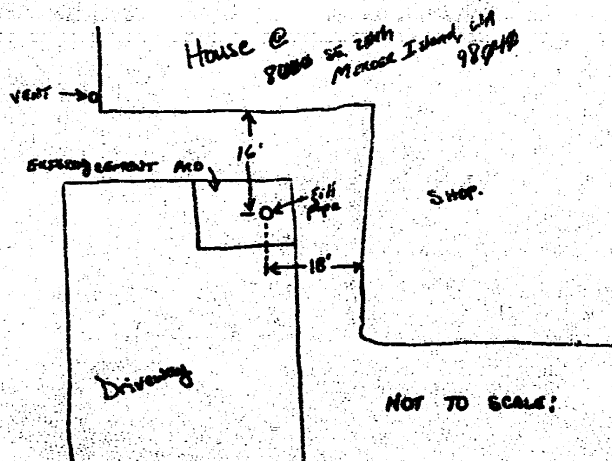 House @
SE 28th
Mercer Island, WA
98040
VENT
16'
EXISTING CEMENT PAD
Fill
Pipe
SHOP.
18'
Driveway
NOT TO SCALE!